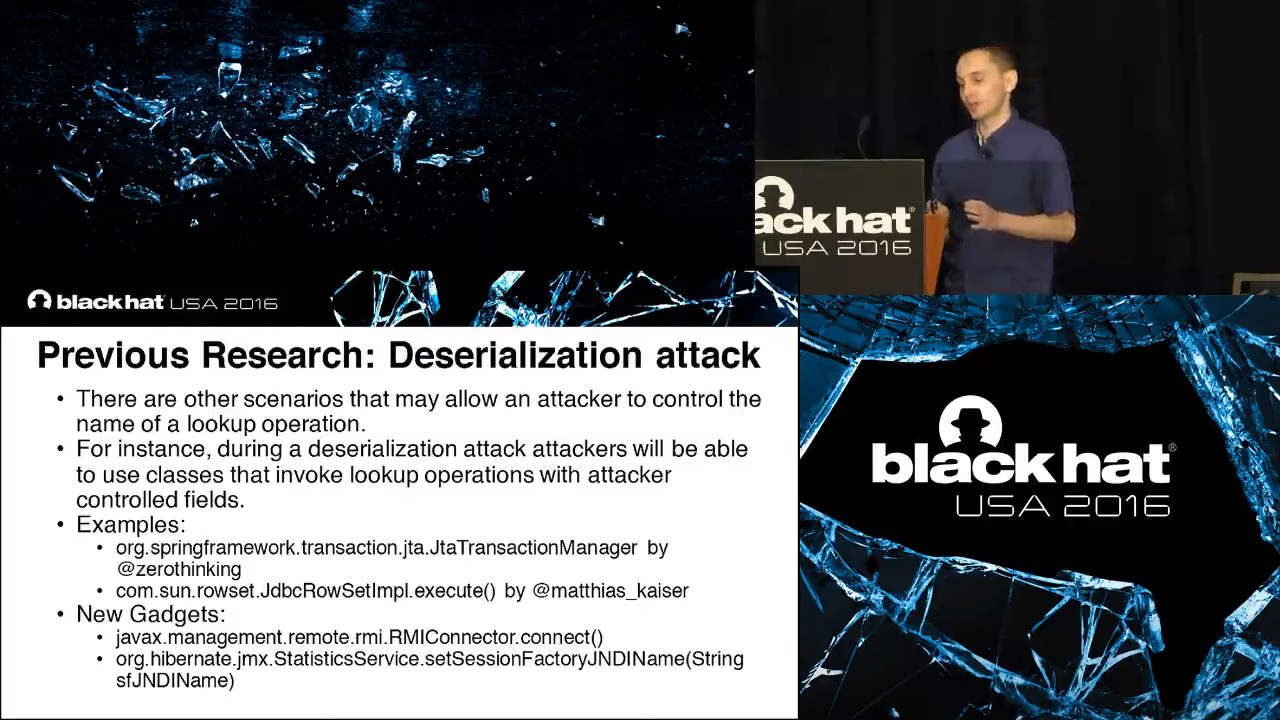 ack hat®
USA 2016
black hat USA 2016
Previous Research: Deserialization attack
• There are other scenarios that may allow an attacker to control the
name of a lookup operation.
• For instance, during a deserialization attack attackers will be able
to use classes that invoke lookup operations with attacker
controlled fields.
• Examples:
• org.springframework.transaction.jta.JtaTransactionManager by
@zerothinking
• com.sun.rowset.JdbcRowSetImpl.execute() by @matthias_kaiser
• New Gadgets:
• javax.management.remote.rmi.RMIConnector.connect()
• org.hibernate.jmx.StatisticsService.setSessionFactoryJNDIName(String
sfJNDIName)
black hat®
USA 2016